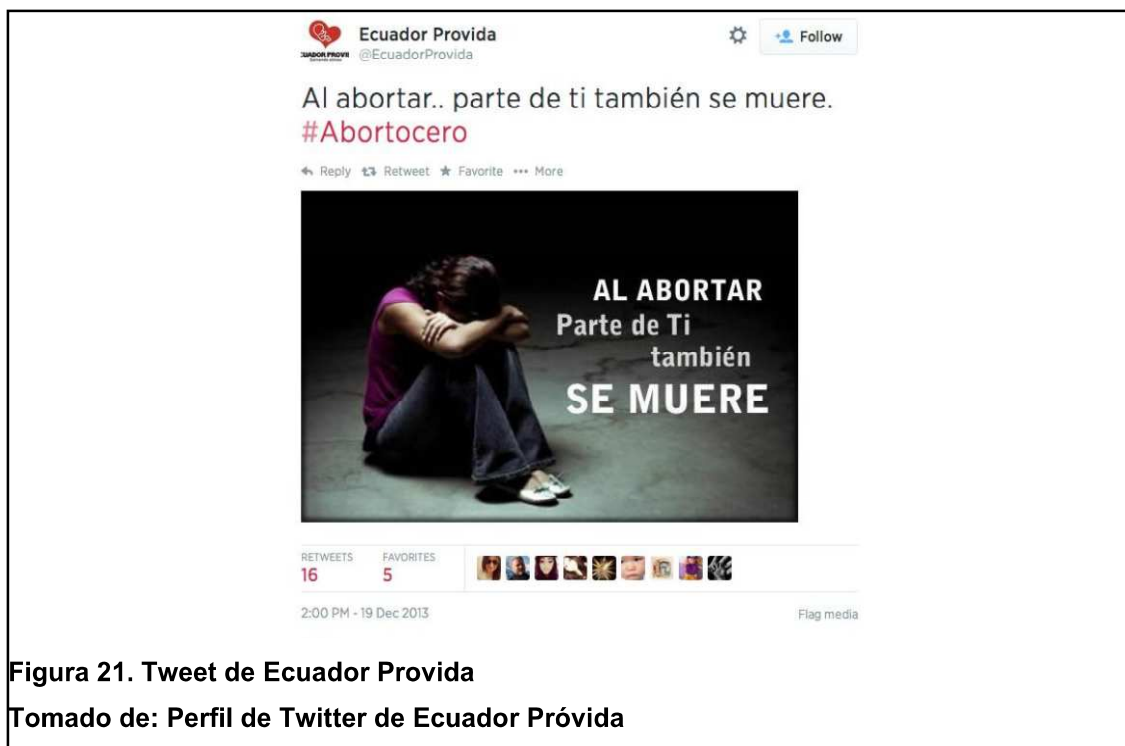 Ecuador Provida
@EcuadorProvida
Follow
Al abortar.. parte de ti también se muere.
#Abortocero
Reply Retweet Favorite More
AL ABORTAR
Parte de Ti
también
SE MUERE
RETWEETS FAVORITES
16 5
2:00 PM - 19 Dec 2013 Flag media
Figura 21. Tweet de Ecuador Provida
Tomado de: Perfil de Twitter de Ecuador Próvida